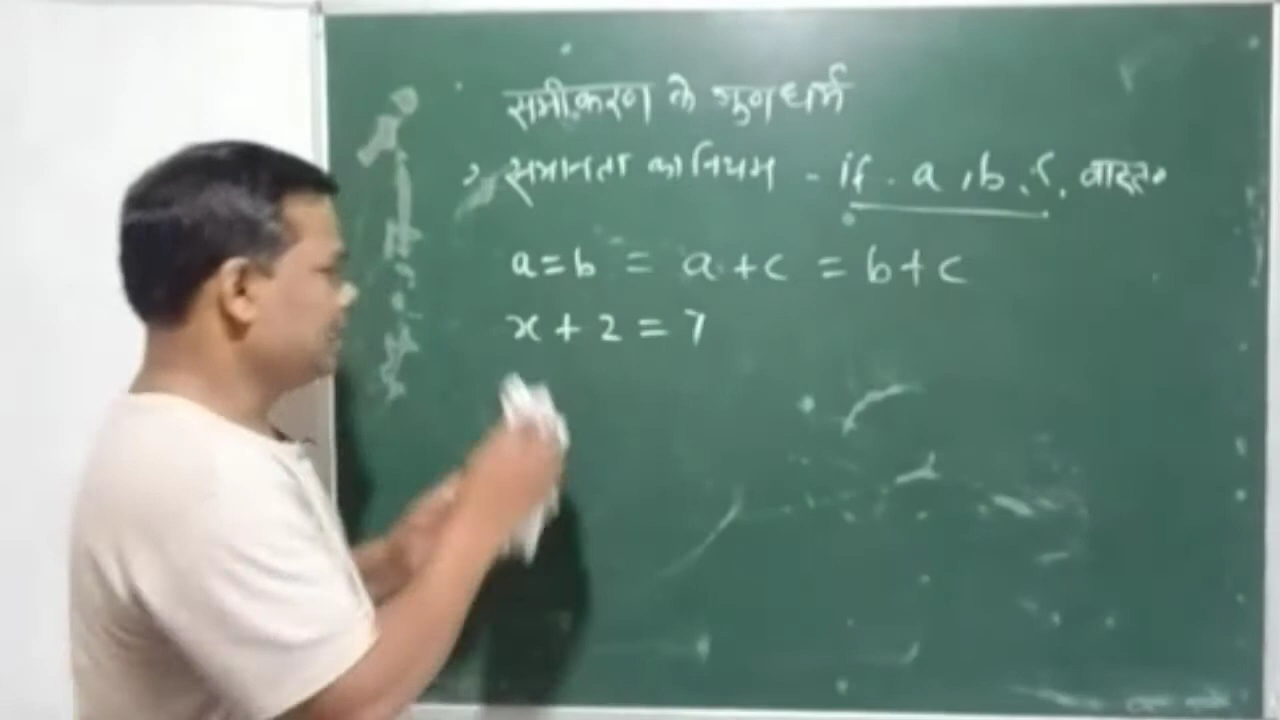 समीकरण के गुणधर्म
समानता का नियम - if . a , b , c , वास्त०
a = b = a + c = b + c
x + 2 = 7